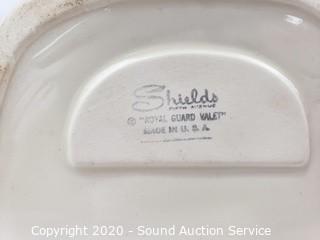 Shields
FIFTH AVENUE
© "ROYAL GUARD VALET"
MADE IN U.S.A.
Copyright 2020 - Sound Auction Service